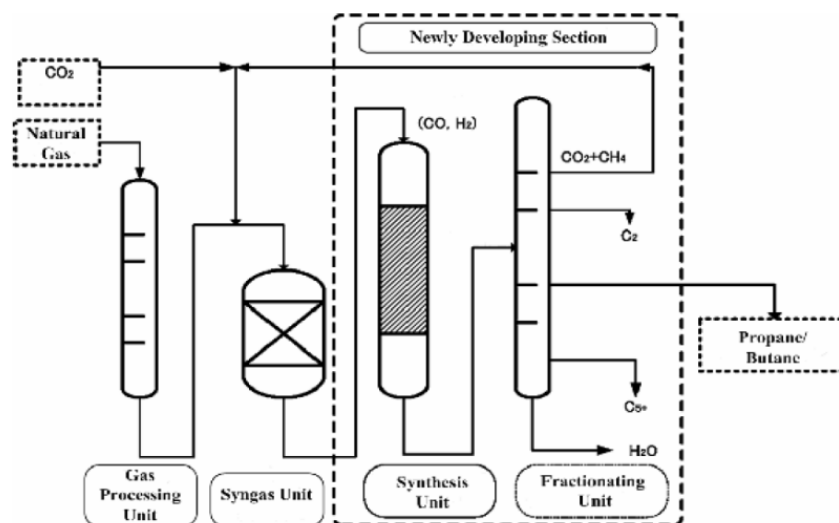 Newly Developing Section
CO2
Natural
Gas
(CO, H2)
CO2+CH4
C2
Propane/
Butane
C5+
H2O
Gas
Processing
Unit
Syngas Unit
Synthesis
Unit
Fractionating
Unit